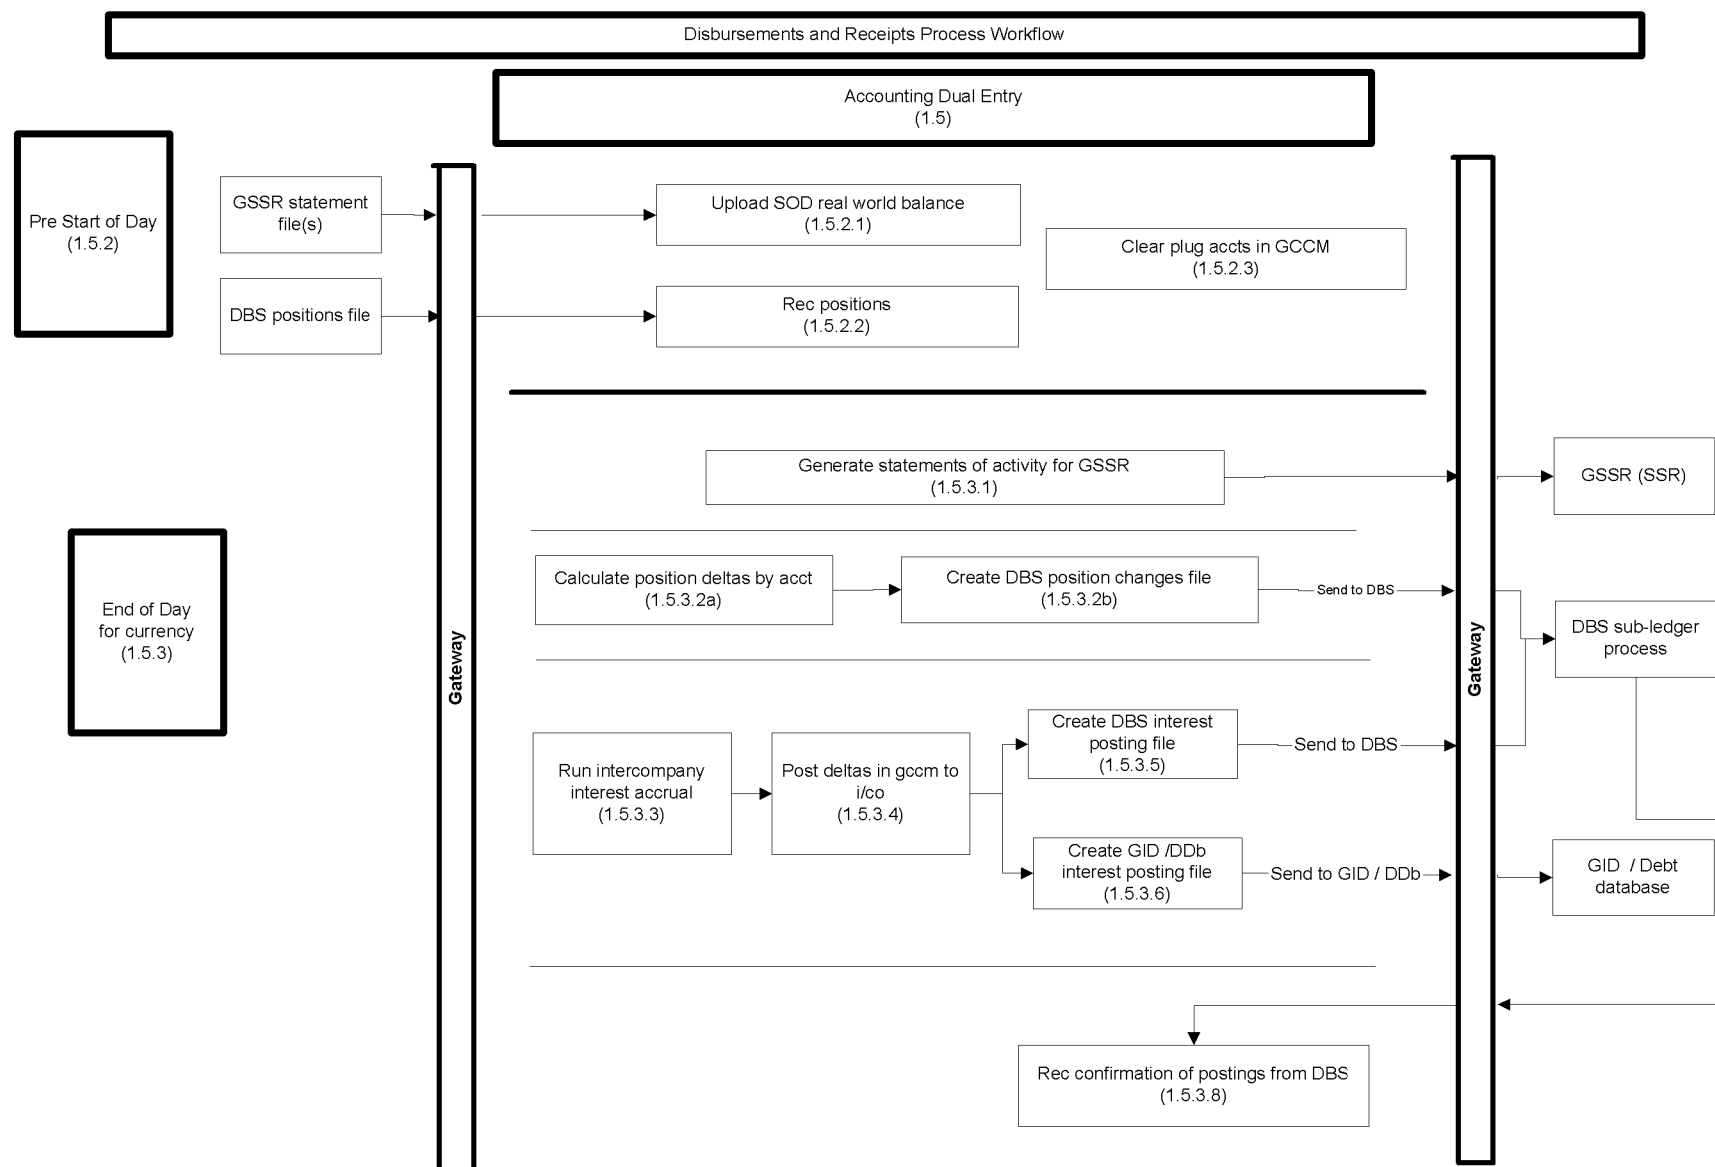 Disbursements and Receipts Process Workflow
Accounting Dual Entry
(1.5)
Pre Start of Day
(1.5.2)
GSSR statement
file(s)
Upload SOD real world balance
(1.5.2.1)
Clear plug accts in GCCM
(1.5.2.3)
DBS positions file
Rec positions
(1.5.2.2)
Generate statements of activity for GSSR
(1.5.3.1)
GSSR (SSR)
End of Day
for currency
(1.5.3)
Calculate position deltas by acct
(1.5.3.2a)
Create DBS position changes file
(1.5.3.2b)
Send to DBS
DBS sub-ledger
process
Gateway
Gateway
Run intercompany
interest accrual
(1.5.3.3)
Post deltas in gccm to
i/co
(1.5.3.4)
Create DBS interest
posting file
(1.5.3.5)
Send to DBS
Create GID /DDb
interest posting file
(1.5.3.6)
Send to GID / DDb
GID / Debt
database
Rec confirmation of postings from DBS
(1.5.3.8)